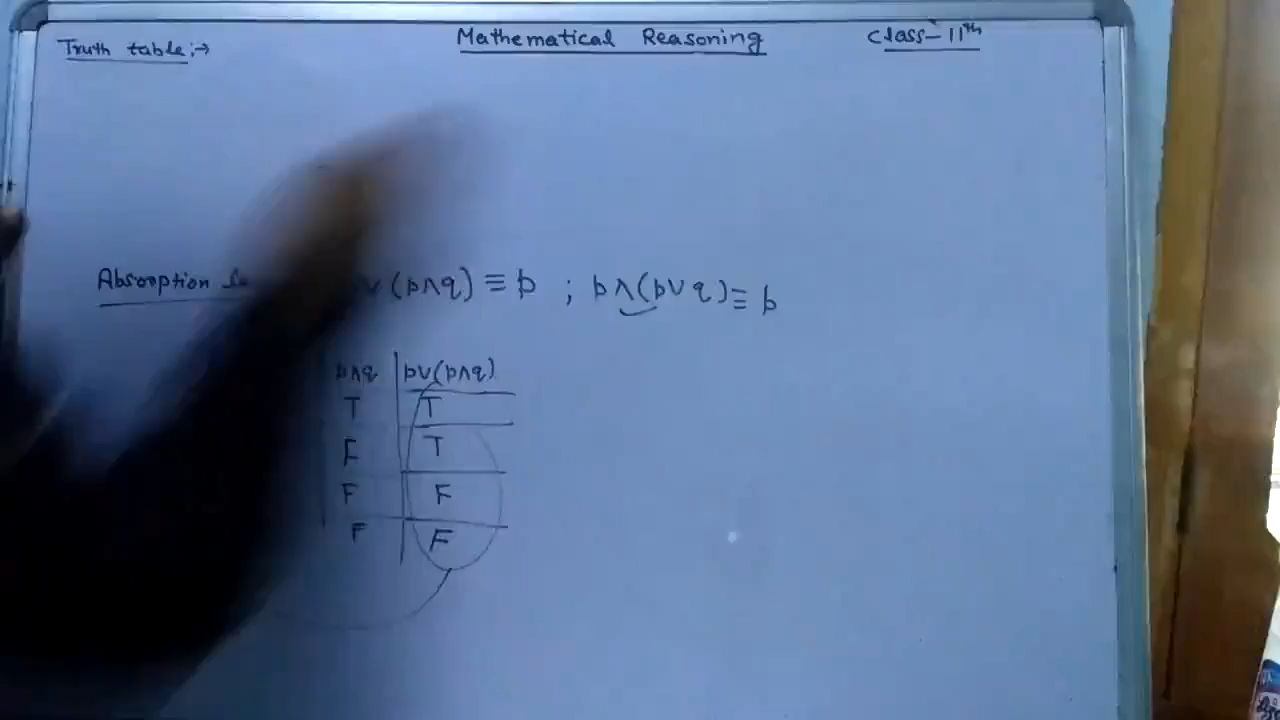 Truth table:→ Mathematical Reasoning Class-11th
Absorption ∨(p∧q) ≡ p ; p∧(p∨q) ≡ p
p∧q p∨(p∧q)
T T
F T
F F
F F